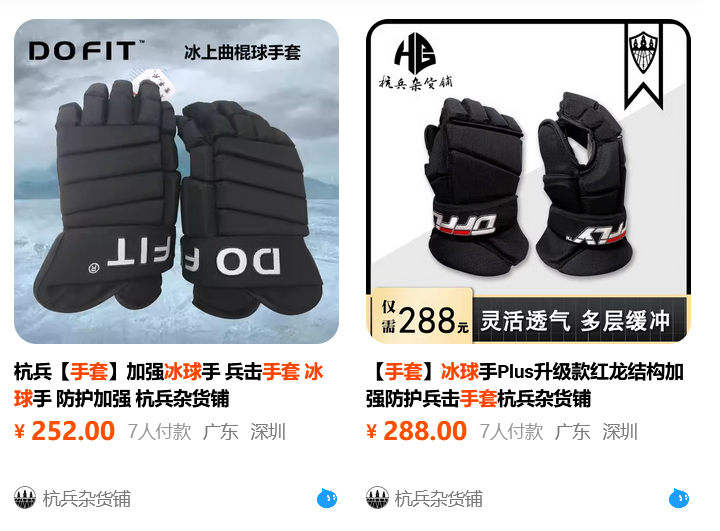 DOFIT™ 冰上曲棍球手套
DOFIT
®
DOFIT
杭兵【手套】加强冰球手 兵击手套 冰
球手 防护加强 杭兵杂货铺
¥ 252.00 7人付款 广东 深圳
杭兵杂货铺
HG
杭兵杂货铺
仅需288元 灵活透气 多层缓冲
【手套】冰球手Plus升级款红龙结构加
强防护兵击手套杭兵杂货铺
¥ 288.00 7人付款 广东 深圳
杭兵杂货铺